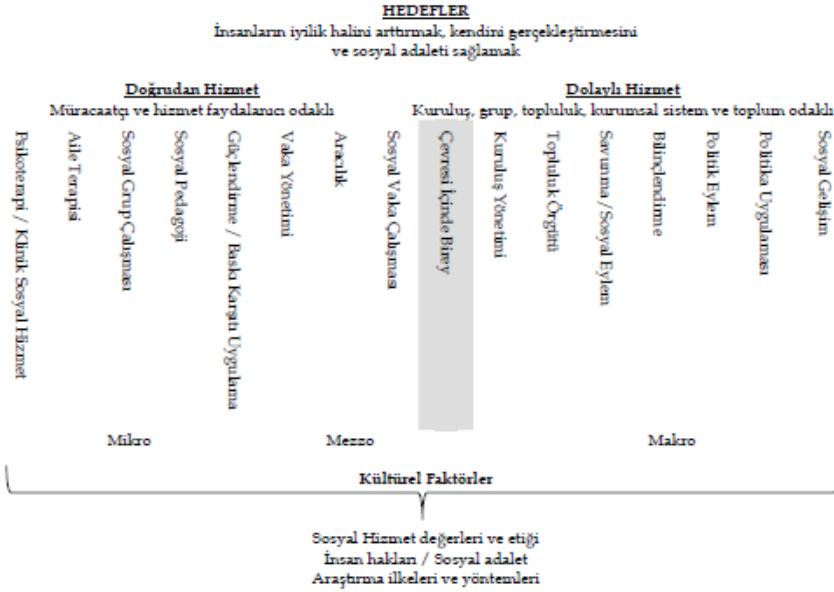 HEDEFLER
İnsanların iyilik halini arttırmak, kendini gerçekleştirmesini
ve sosyal adaleti sağlamak
Doğrudan Hizmet
Müracaatçı ve hizmet faydalanıcı odaklı
Dolaylı Hizmet
Kuruluş, grup, topluluk, kurumsal sistem ve toplum odaklı
Psikoterapi / Klinik Sosyal Hizmet
Aile Terapisi
Sosyal Grup Çalışması
Sosyal Pedagoji
Güçlendirme / Baskı Karşıtı Uygulama
Vaka Yönetimi
Aracılık
Sosyal Vaka Çalışması
Çevresi İçinde Birey
Kuruluş Yönetimi
Topluluk Örgütü
Savunma / Sosyal Eylem
Bilinçlendirme
Politik Eylem
Politika Uygulaması
Sosyal Gelişim
Mikro
Mezzo
Makro
Kültürel Faktörler
Sosyal Hizmet değerleri ve etiği
İnsan hakları / Sosyal adalet
Araştırma ilkeleri ve yöntemleri